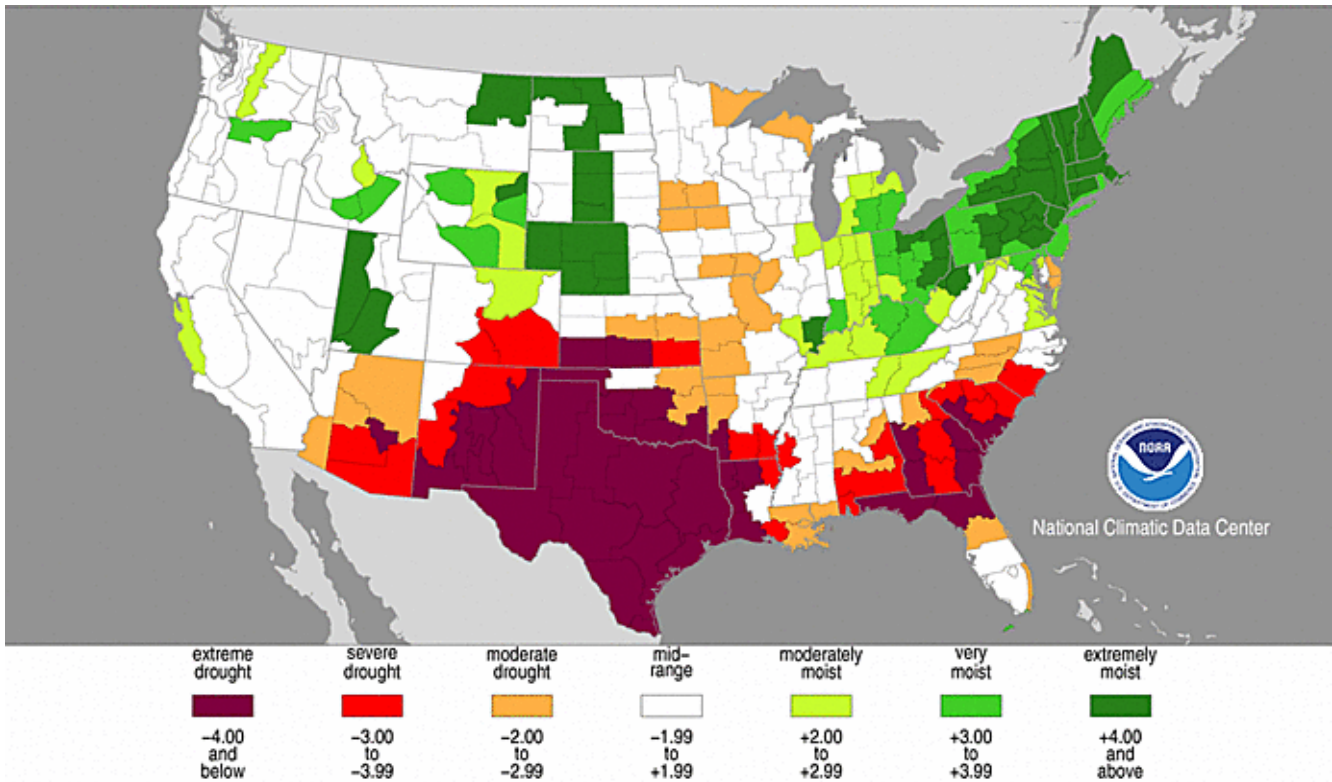 NOAA
National Climatic Data Center
extreme drought
severe drought
moderate drought
mid– range
moderately moist
very moist
extremely moist
–4.00 and below
–3.00 to –3.99
–2.00 to –2.99
–1.99 to +1.99
+2.00 to +2.99
+3.00 to +3.99
+4.00 and above